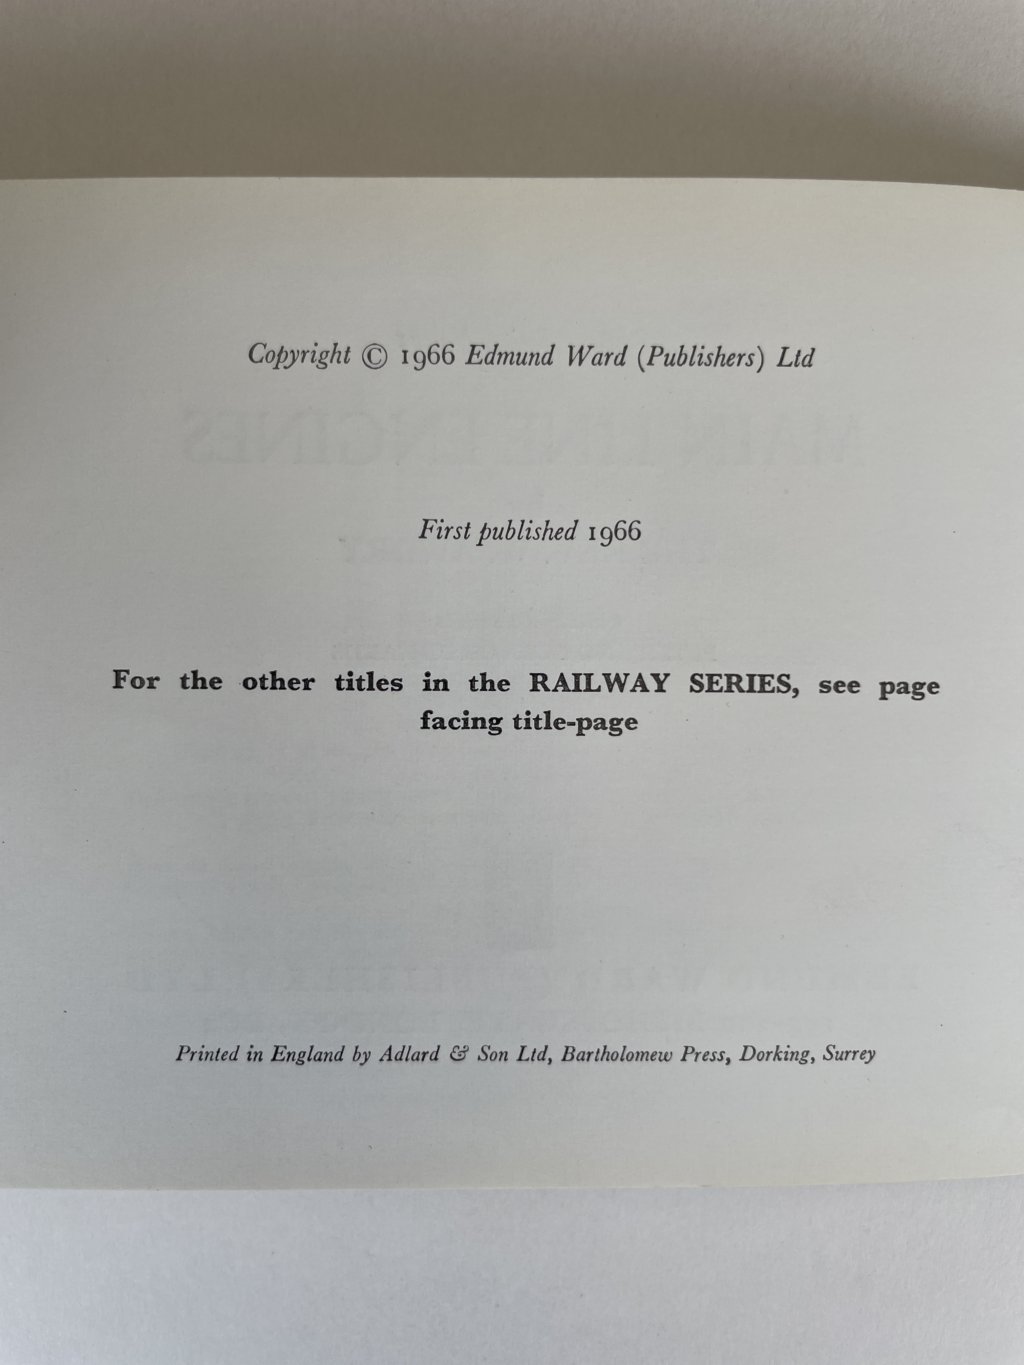 Copyright © 1966 Edmund Ward (Publishers) Ltd
First published 1966
For the other titles in the RAILWAY SERIES, see page
facing title-page
Printed in England by Adlard & Son Ltd, Bartholomew Press, Dorking, Surrey